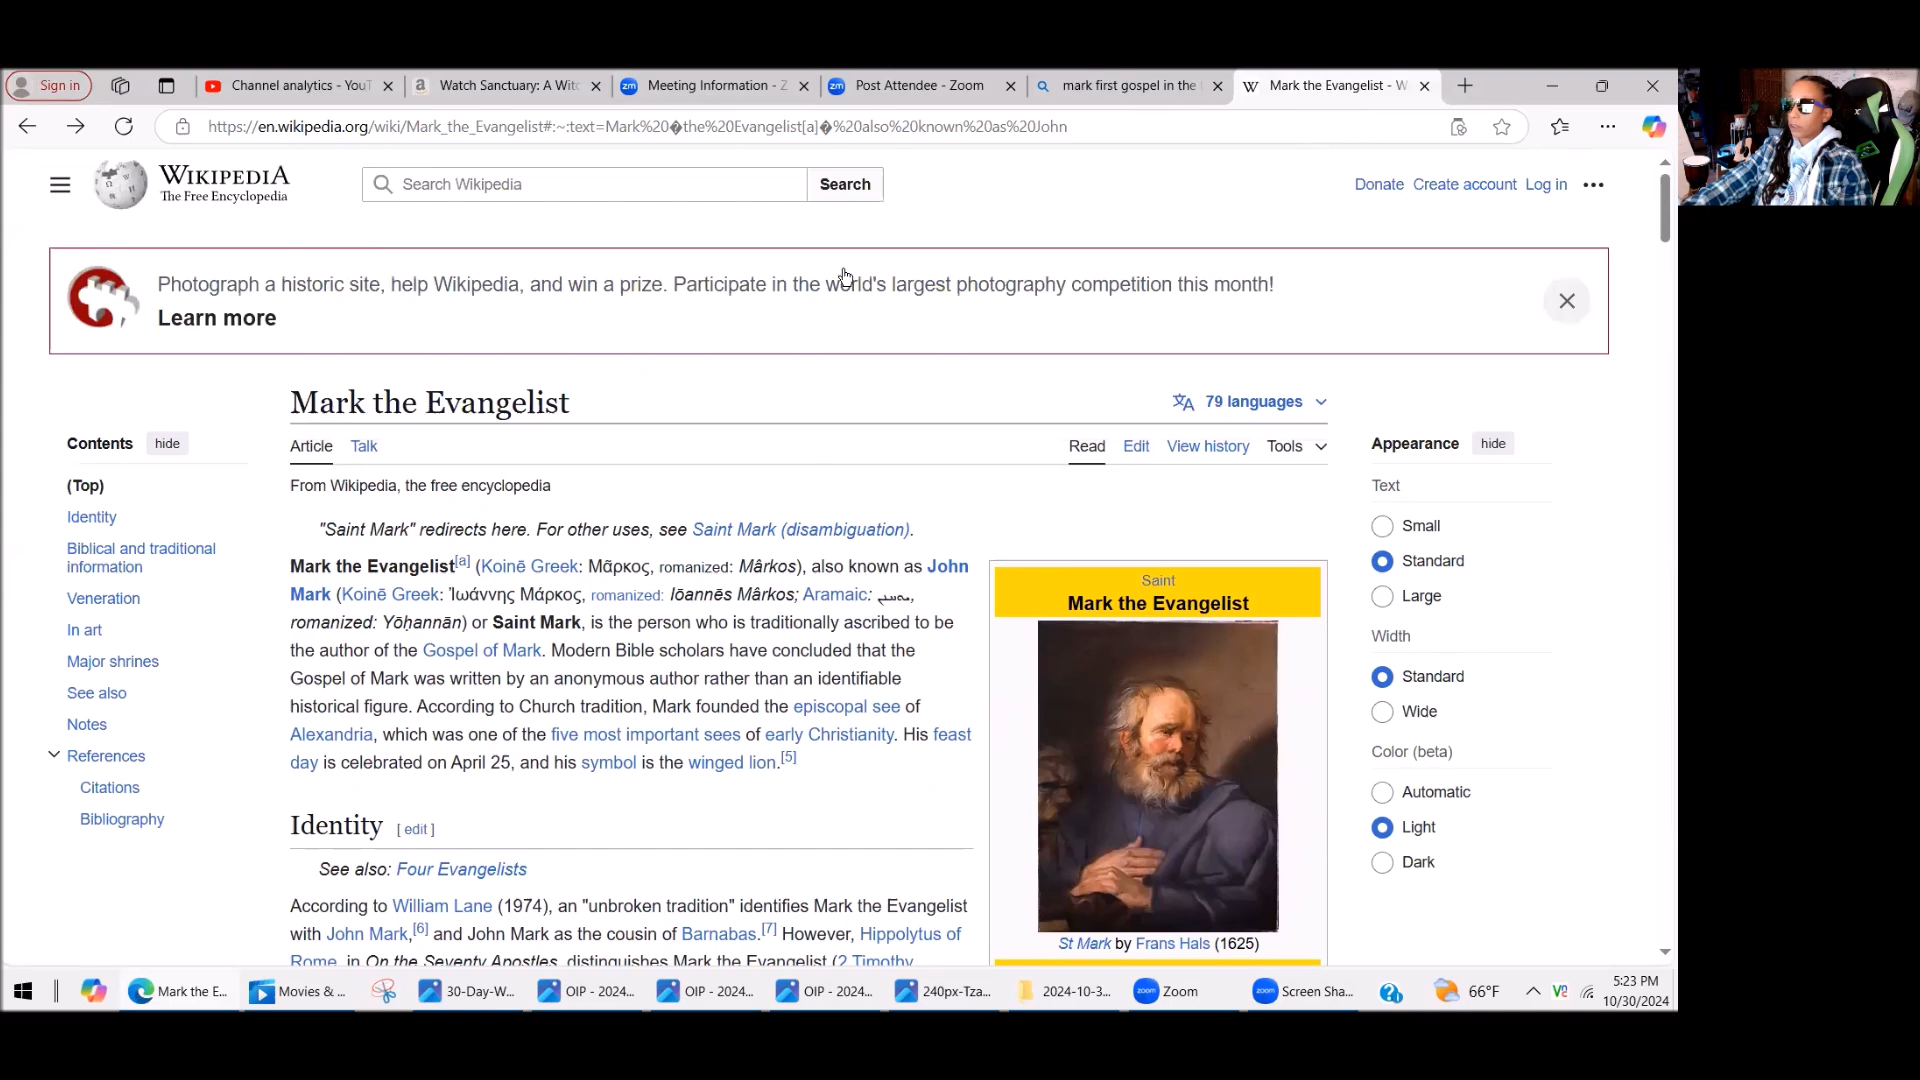 Sign in
Channel analytics - YouT
Watch Sanctuary: A Witc
Meeting Information - Z
Post Attendee - Zoom
mark first gospel in the
Mark the Evangelist - W
https://en.wikipedia.org/wiki/Mark_the_Evangelist#:~:text=Mark%20�the%20Evangelist[a]�%20also%20known%20as%20John
WIKIPEDIA
The Free Encyclopedia
Search Wikipedia
Search
Donate Create account Log in
Photograph a historic site, help Wikipedia, and win a prize. Participate in the world's largest photography competition this month!
Learn more
Mark the Evangelist
79 languages
Contents hide
(Top)
Identity
Biblical and traditional
information
Veneration
In art
Major shrines
See also
Notes
References
Citations
Bibliography
Article Talk
Read Edit View history Tools
From Wikipedia, the free encyclopedia
"Saint Mark" redirects here. For other uses, see Saint Mark (disambiguation).
Mark the Evangelist[a] (Koinē Greek: Μᾶρκος, romanized: Mârkos), also known as John
Mark (Koinē Greek: Ἰωάννης Μάρκος, romanized: Iōannēs Mârkos; Aramaic:
romanized: Yōḥannān) or Saint Mark, is the person who is traditionally ascribed to be
the author of the Gospel of Mark. Modern Bible scholars have concluded that the
Gospel of Mark was written by an anonymous author rather than an identifiable
historical figure. According to Church tradition, Mark founded the episcopal see of
Alexandria, which was one of the five most important sees of early Christianity. His feast
day is celebrated on April 25, and his symbol is the winged lion.[5]
Identity [ edit ]
See also: Four Evangelists
According to William Lane (1974), an "unbroken tradition" identifies Mark the Evangelist
with John Mark,[6] and John Mark as the cousin of Barnabas.[7] However, Hippolytus of
Rome, in On the Seventy Apostles, distinguishes Mark the Evangelist (2 Timothy
Saint
Mark the Evangelist
St Mark by Frans Hals (1625)
Appearance hide
Text
Small
Standard
Large
Width
Standard
Wide
Color (beta)
Automatic
Light
Dark
Mark the E...
Movies & ...
30-Day-W...
OIP - 2024...
OIP - 2024...
OIP - 2024...
240px-Tza...
2024-10-3...
Zoom
Screen Sha...
66°F
5:23 PM
10/30/2024